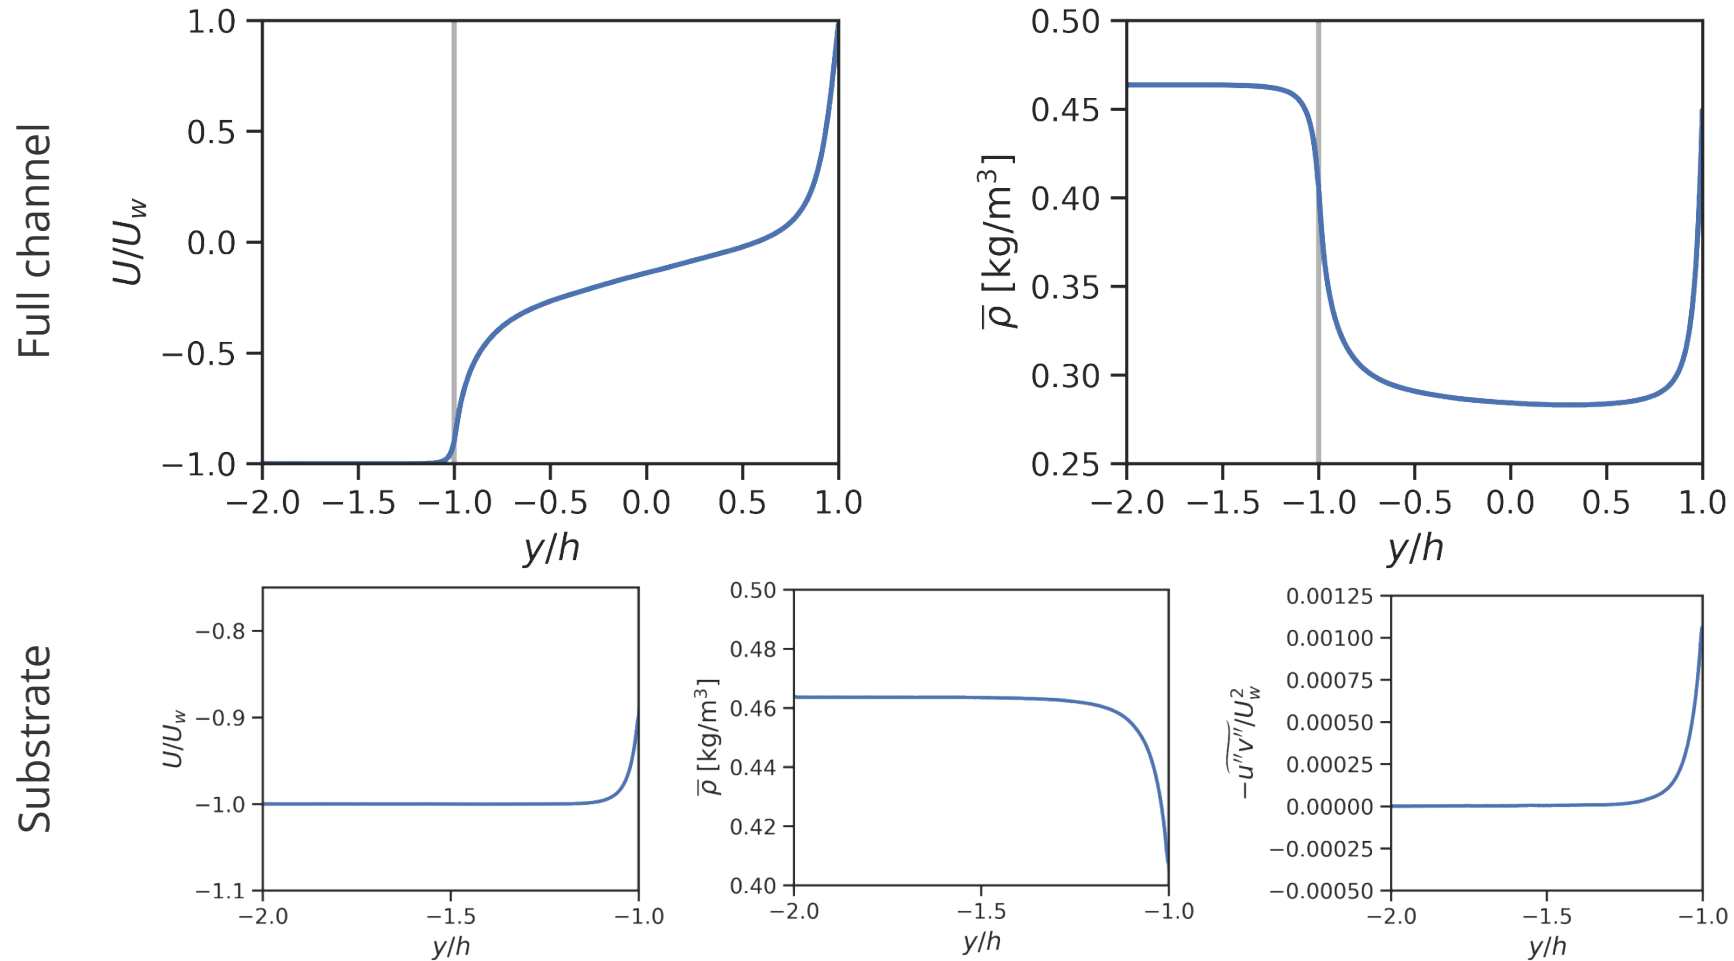 Full channel
U/U_w
1.0
0.5
0.0
−0.5
−1.0
−2.0 −1.5 −1.0 −0.5 0.0 0.5 1.0
y/h
ρ̅ [kg/m³]
0.50
0.45
0.40
0.35
0.30
0.25
−2.0 −1.5 −1.0 −0.5 0.0 0.5 1.0
y/h
Substrate
U/U_w
−0.8
−0.9
−1.0
−1.1
−2.0 −1.5 −1.0
y/h
ρ̅ [kg/m³]
0.50
0.48
0.46
0.44
0.42
0.40
−2.0 −1.5 −1.0
y/h
−u″v″/U_w²
0.00125
0.00100
0.00075
0.00050
0.00025
0.00000
−0.00025
−0.00050
−2.0 −1.5 −1.0
y/h